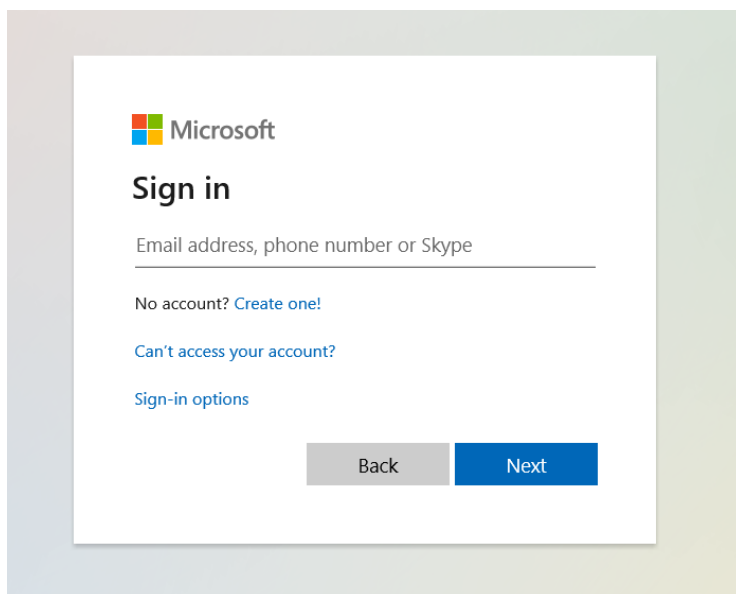 Microsoft
Sign in
Email address, phone number or Skype
No account? Create one!
Can't access your account?
Sign-in options
Back Next